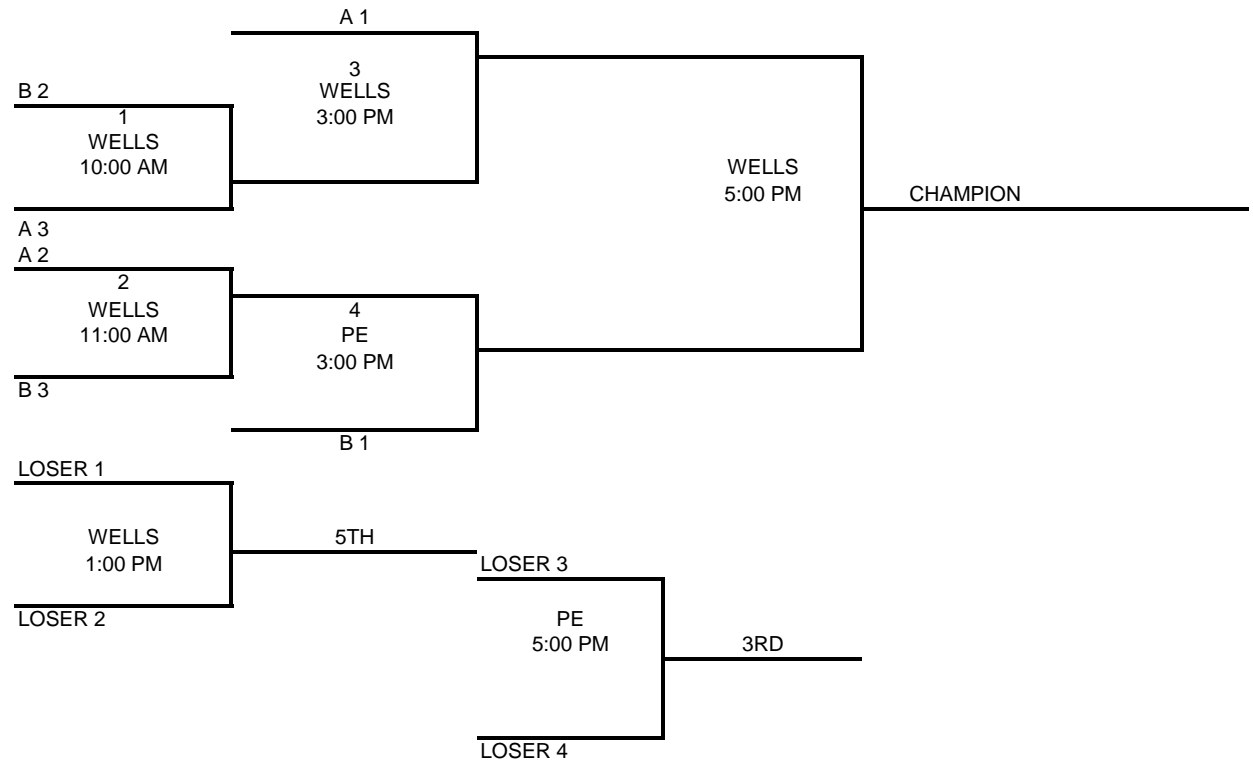 A 1
3
WELLS
3:00 PM
B 2
1
WELLS
10:00 AM
A 3
WELLS
5:00 PM
CHAMPION
A 2
2
WELLS
11:00 AM
B 3
4
PE
3:00 PM
B 1
LOSER 1
WELLS
1:00 PM
LOSER 2
5TH
LOSER 3
PE
5:00 PM
LOSER 4
3RD